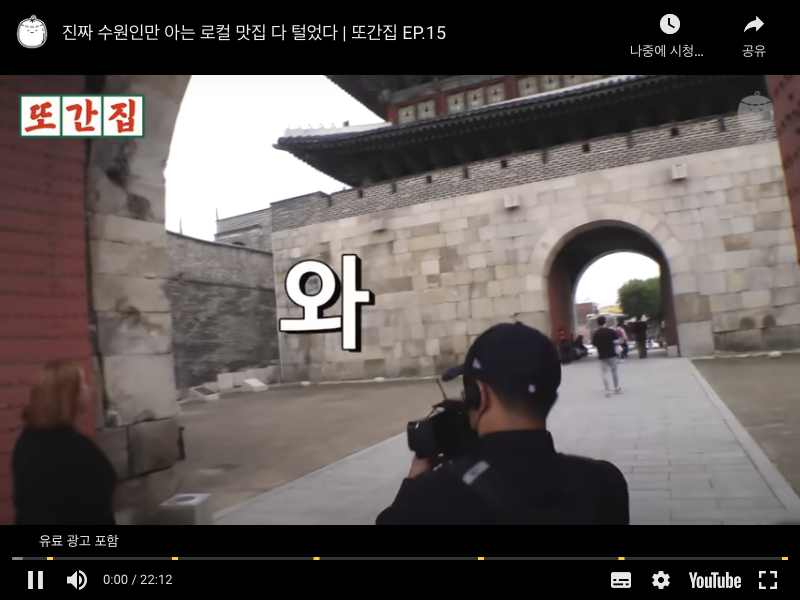 진짜 수원인만 아는 로컬 맛집 다 털었다 | 또간집 EP.15
나중에 시청...
공유
또간집
와
유료 광고 포함
0:00 / 22:12
YouTube